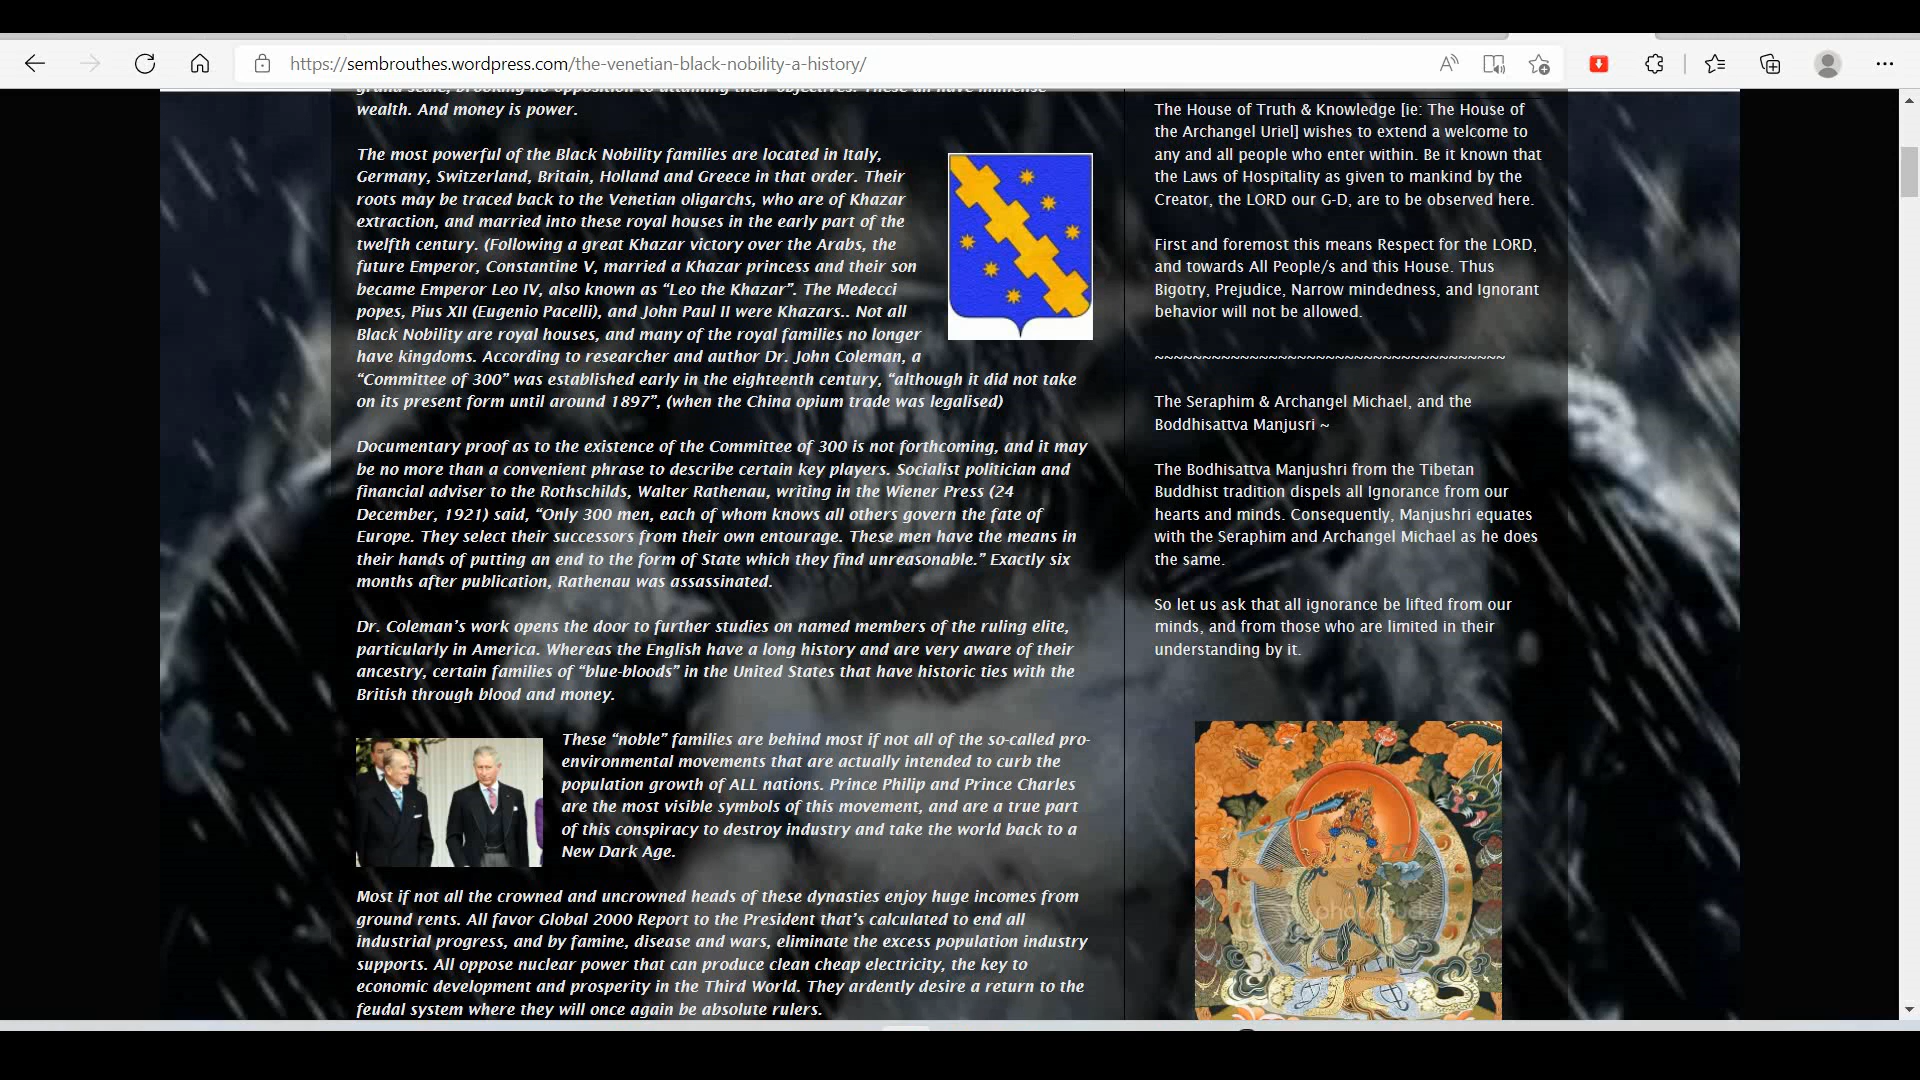 https://sembrouthes.wordpress.com/the-venetian-black-nobility-a-history/
grand scale, brooking no opposition to attaining their objectives. These all have immense
wealth. And money is power.
The most powerful of the Black Nobility families are located in Italy,
Germany, Switzerland, Britain, Holland and Greece in that order. Their
roots may be traced back to the Venetian oligarchs, who are of Khazar
extraction, and married into these royal houses in the early part of the
twelfth century. (Following a great Khazar victory over the Arabs, the
future Emperor, Constantine V, married a Khazar princess and their son
became Emperor Leo IV, also known as “Leo the Khazar”. The Medecci
popes, Pius XII (Eugenio Pacelli), and John Paul II were Khazars.. Not all
Black Nobility are royal houses, and many of the royal families no longer
have kingdoms. According to researcher and author Dr. John Coleman, a
“Committee of 300” was established early in the eighteenth century, “although it did not take
on its present form until around 1897”, (when the China opium trade was legalised)
Documentary proof as to the existence of the Committee of 300 is not forthcoming, and it may
be no more than a convenient phrase to describe certain key players. Socialist politician and
financial adviser to the Rothschilds, Walter Rathenau, writing in the Wiener Press (24
December, 1921) said, “Only 300 men, each of whom knows all others govern the fate of
Europe. They select their successors from their own entourage. These men have the means in
their hands of putting an end to the form of State which they find unreasonable.” Exactly six
months after publication, Rathenau was assassinated.
Dr. Coleman’s work opens the door to further studies on named members of the ruling elite,
particularly in America. Whereas the English have a long history and are very aware of their
ancestry, certain families of “blue-bloods” in the United States that have historic ties with the
British through blood and money.
These “noble” families are behind most if not all of the so-called pro-
environmental movements that are actually intended to curb the
population growth of ALL nations. Prince Philip and Prince Charles
are the most visible symbols of this movement, and are a true part
of this conspiracy to destroy industry and take the world back to a
New Dark Age.
Most if not all the crowned and uncrowned heads of these dynasties enjoy huge incomes from
ground rents. All favor Global 2000 Report to the President that’s calculated to end all
industrial progress, and by famine, disease and wars, eliminate the excess population industry
supports. All oppose nuclear power that can produce clean cheap electricity, the key to
economic development and prosperity in the Third World. They ardently desire a return to the
feudal system where they will once again be absolute rulers.
The House of Truth & Knowledge [ie: The House of
the Archangel Uriel] wishes to extend a welcome to
any and all people who enter within. Be it known that
the Laws of Hospitality as given to mankind by the
Creator, the LORD our G-D, are to be observed here.
First and foremost this means Respect for the LORD,
and towards All People/s and this House. Thus
Bigotry, Prejudice, Narrow mindedness, and Ignorant
behavior will not be allowed.
~~~~~~~~~~~~~~~~~~~~~~~~~~~~~~~~~~~~~
The Seraphim & Archangel Michael, and the
Boddhisattva Manjusri ~
The Bodhisattva Manjushri from the Tibetan
Buddhist tradition dispels all Ignorance from our
hearts and minds. Consequently, Manjushri equates
with the Seraphim and Archangel Michael as he does
the same.
So let us ask that all ignorance be lifted from our
minds, and from those who are limited in their
understanding by it.
photobucket